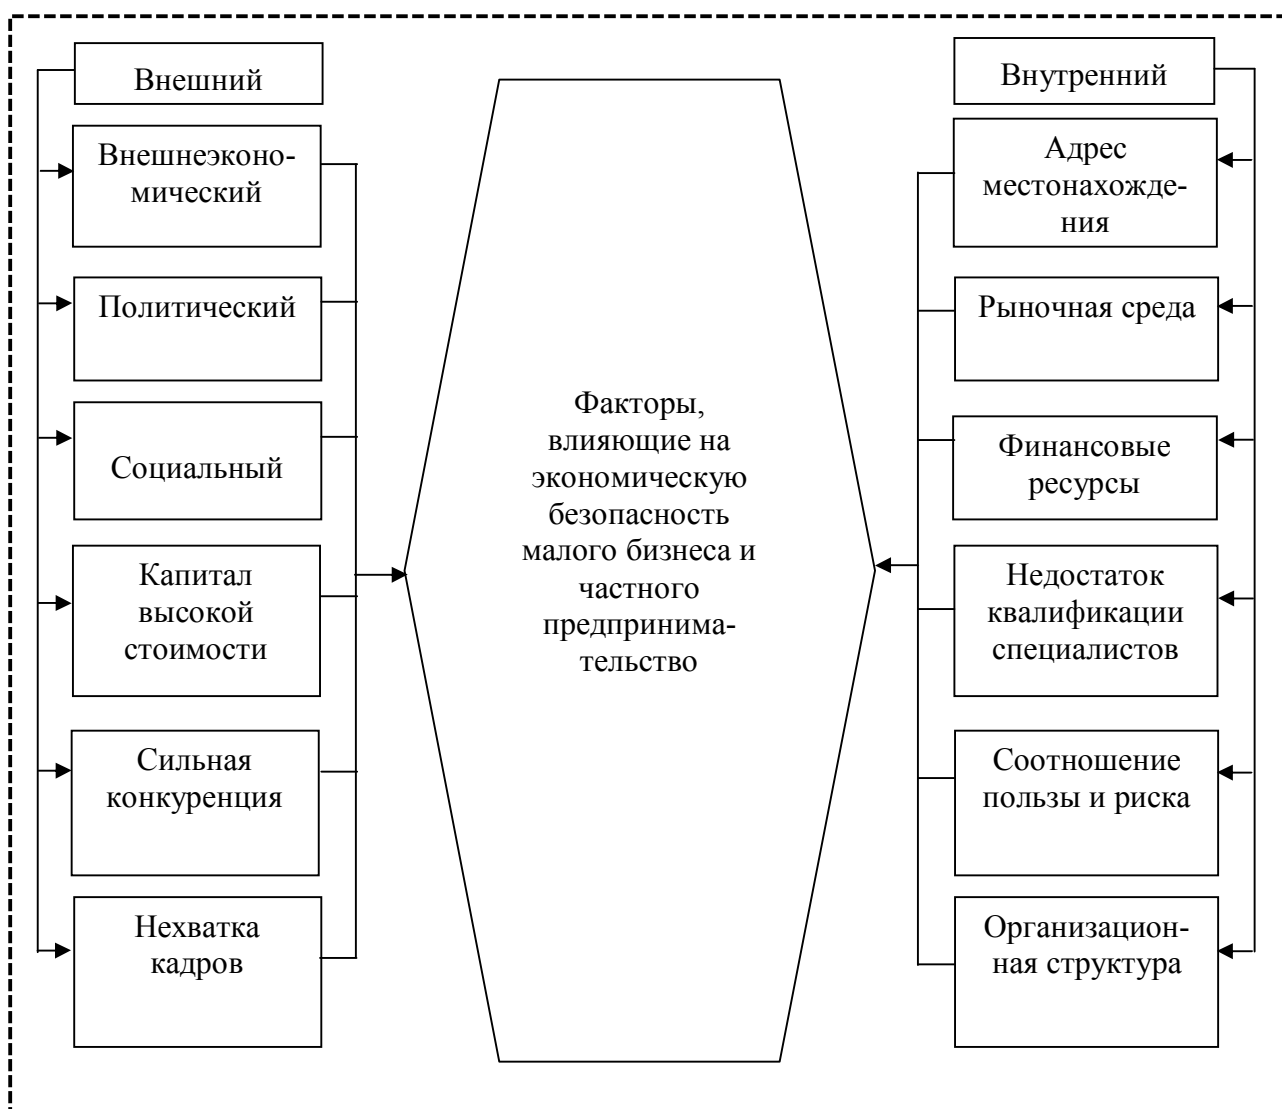 Внешний
Внешнеэконо-
мический
Политический
Социальный
Капитал
высокой
стоимости
Сильная
конкуренция
Нехватка
кадров
Факторы,
влияющие на
экономическую
безопасность
малого бизнеса и
частного
предпринима-
тельство
Внутренний
Адрес
местонахожде-
ния
Рыночная среда
Финансовые
ресурсы
Недостаток
квалификации
специалистов
Соотношение
пользы и риска
Организацион-
ная структура